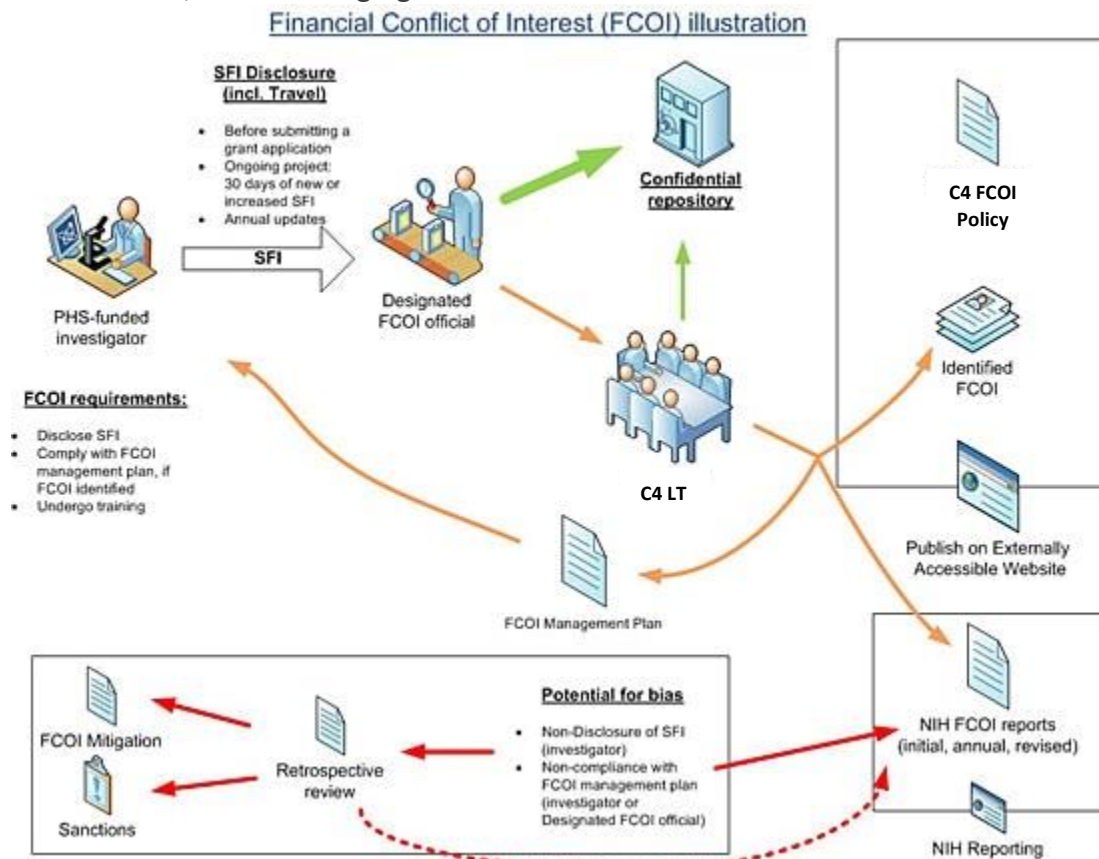 Financial Conflict of Interest (FCOI) illustration
SFI Disclosure
(incl. Travel)
• Before submitting a
grant application
• Ongoing project:
30 days of new or
increased SFI
• Annual updates
SFI
PHS-funded
investigator
Designated
FCOI official
Confidential
repository
C4 FCOI
Policy
Identified
FCOI
C4 LT
FCOI requirements:
• Disclose SFI
• Comply with FCOI
management plan, if
FCOI identified
• Undergo training
Publish on Externally
Accessible Website
FCOI Management Plan
FCOI Mitigation
Sanctions
Retrospective
review
Potential for bias
• Non-Disclosure of SFI
(investigator)
• Non-compliance with
FCOI management plan
(investigator or
Designated FCOI official)
NIH FCOI reports
(initial, annual, revised)
NIH Reporting